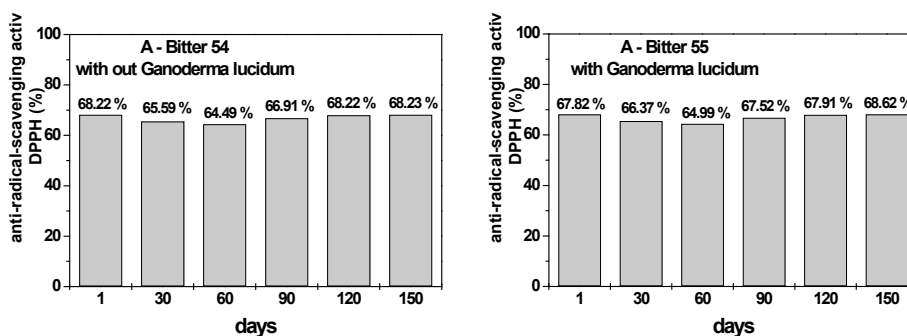 anti-radical-scavenging activ
DPPH (%)
A - Bitter 54
with out Ganoderma lucidum
100
80
60
40
20
0
68.22 % 65.59 % 64.49 % 66.91 % 68.22 % 68.23 %
1 30 60 90 120 150
days
anti-radical-scavenging activ
DPPH (%)
A - Bitter 55
with Ganoderma lucidum
100
80
60
40
20
0
67.82 % 66.37 % 64.99 % 67.52 % 67.91 % 68.62 %
1 30 60 90 120 150
days